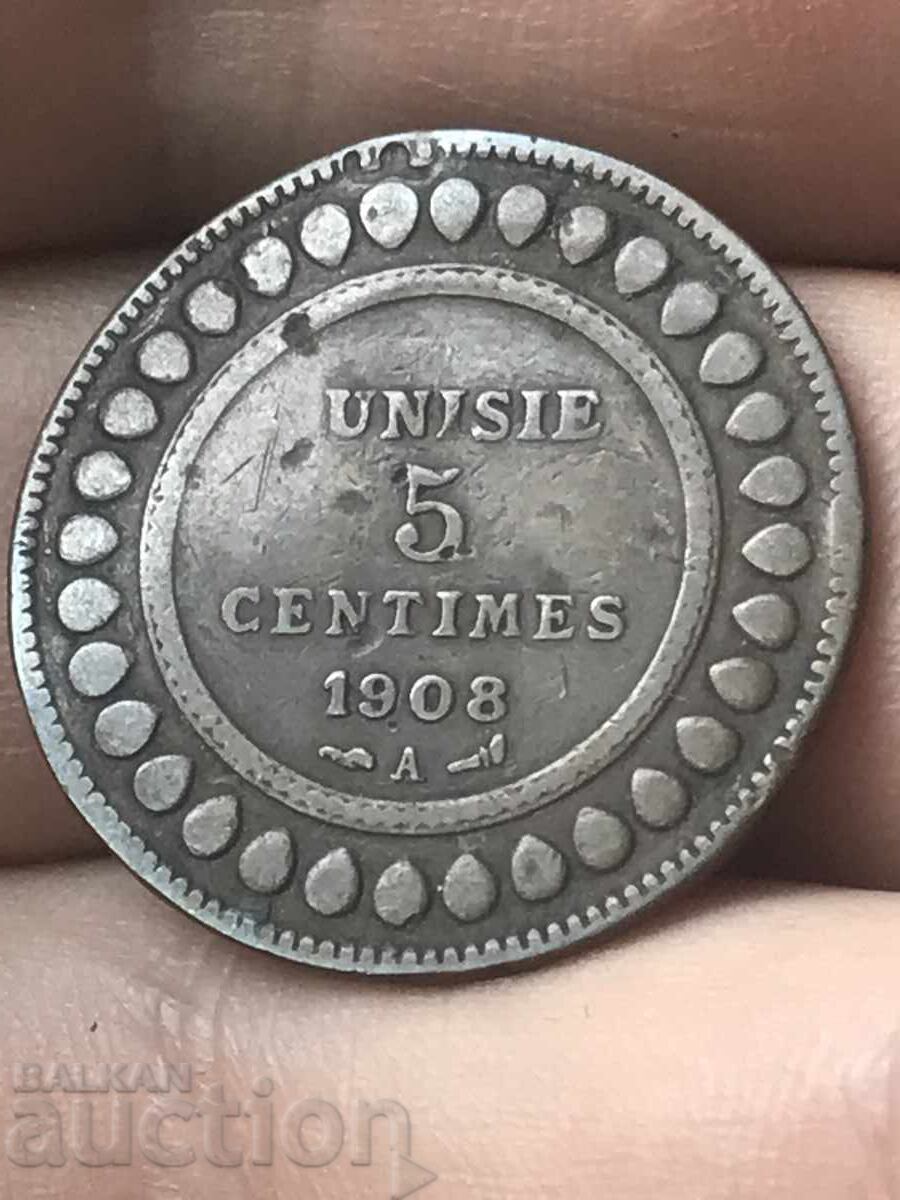 UNISIE
5
CENTIMES
1908
A
BALKAN
auction